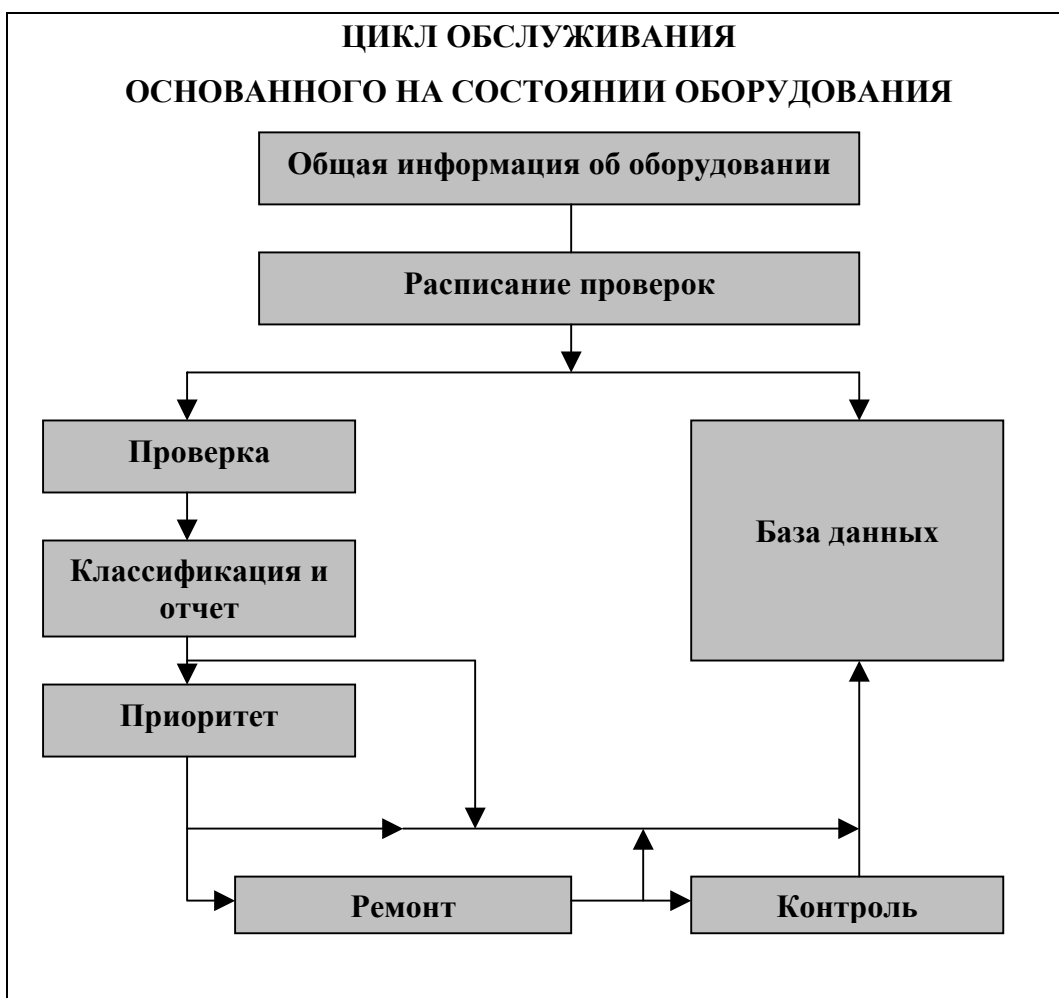 ЦИКЛ ОБСЛУЖИВАНИЯ
ОСНОВАННОГО НА СОСТОЯНИИ ОБОРУДОВАНИЯ
Общая информация об оборудовании
Расписание проверок
Проверка
База данных
Классификация и
отчет
Приоритет
Ремонт
Контроль